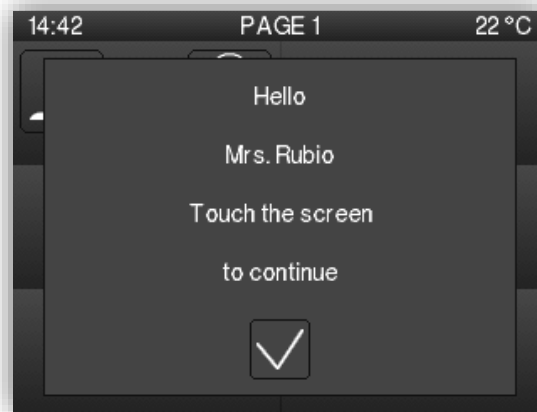 14:42 PAGE 1 22 °C
Hello
Mrs. Rubio
Touch the screen
to continue